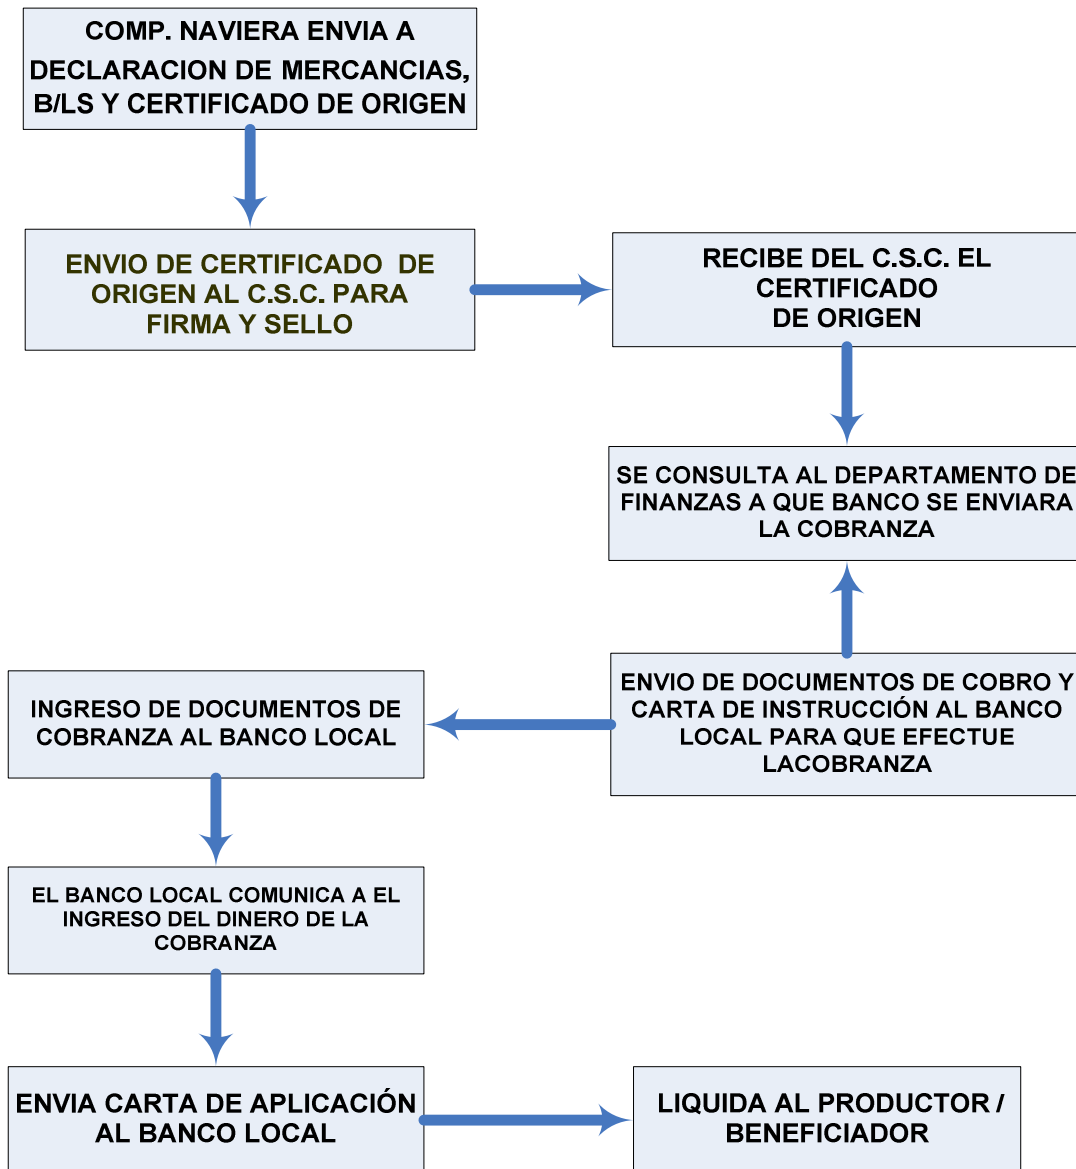 COMP. NAVIERA ENVIA A
DECLARACION DE MERCANCIAS,
B/LS Y CERTIFICADO DE ORIGEN
ENVIO DE CERTIFICADO DE
ORIGEN AL C.S.C. PARA
FIRMA Y SELLO
RECIBE DEL C.S.C. EL
CERTIFICADO
DE ORIGEN
SE CONSULTA AL DEPARTAMENTO DE
FINANZAS A QUE BANCO SE ENVIARA
LA COBRANZA
ENVIO DE DOCUMENTOS DE COBRO Y
CARTA DE INSTRUCCIÓN AL BANCO
LOCAL PARA QUE EFECTUE
LACOBRANZA
INGRESO DE DOCUMENTOS DE
COBRANZA AL BANCO LOCAL
EL BANCO LOCAL COMUNICA A EL
INGRESO DEL DINERO DE LA
COBRANZA
ENVIA CARTA DE APLICACIÓN
AL BANCO LOCAL
LIQUIDA AL PRODUCTOR /
BENEFICIADOR